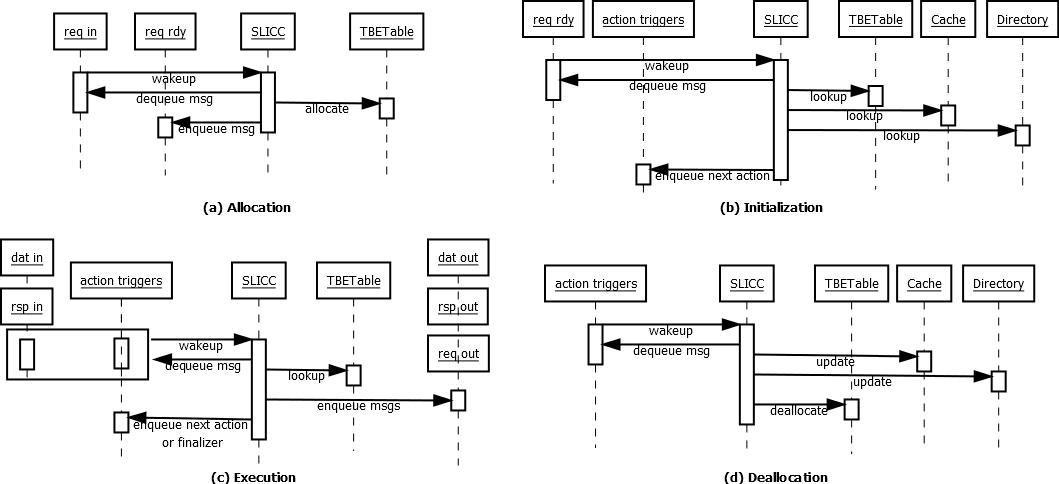 req in
req rdy
SLICC
TBETable
wakeup
dequeue msg
allocate
enqueue msg
(a) Allocation
req rdy
action triggers
SLICC
TBETable
Cache
Directory
wakeup
dequeue msg
lookup
lookup
lookup
enqueue next action
(b) Initialization
dat in
rsp in
action triggers
SLICC
TBETable
dat out
rsp out
req out
wakeup
dequeue msg
lookup
enqueue msgs
enqueue next action
or finalizer
(c) Execution
action triggers
SLICC
TBETable
Cache
Directory
wakeup
dequeue msg
update
update
deallocate
(d) Deallocation